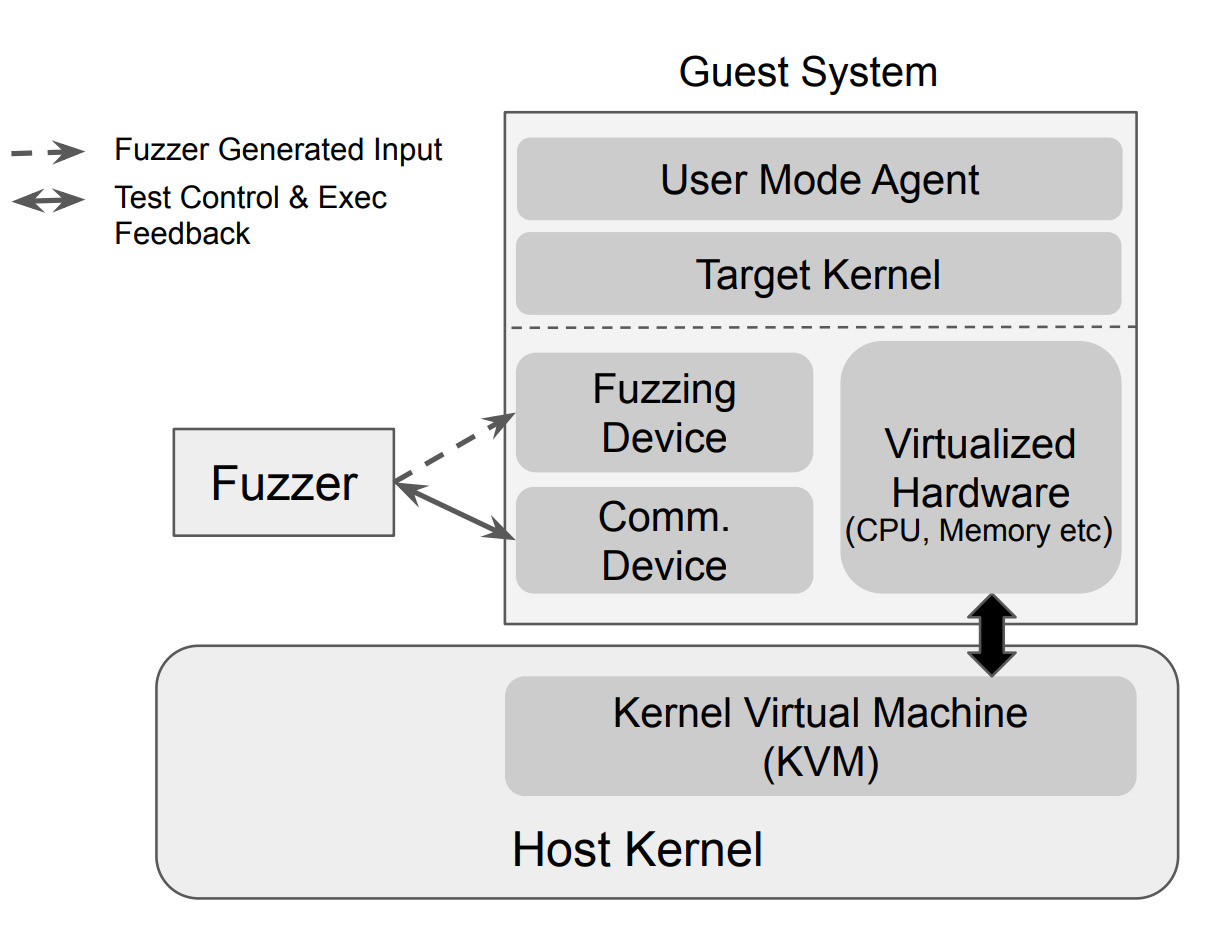 Guest System
Fuzzer Generated Input
Test Control & Exec
Feedback
User Mode Agent
Target Kernel
Fuzzing
Device
Comm.
Device
Virtualized
Hardware
(CPU, Memory etc)
Fuzzer
Kernel Virtual Machine
(KVM)
Host Kernel